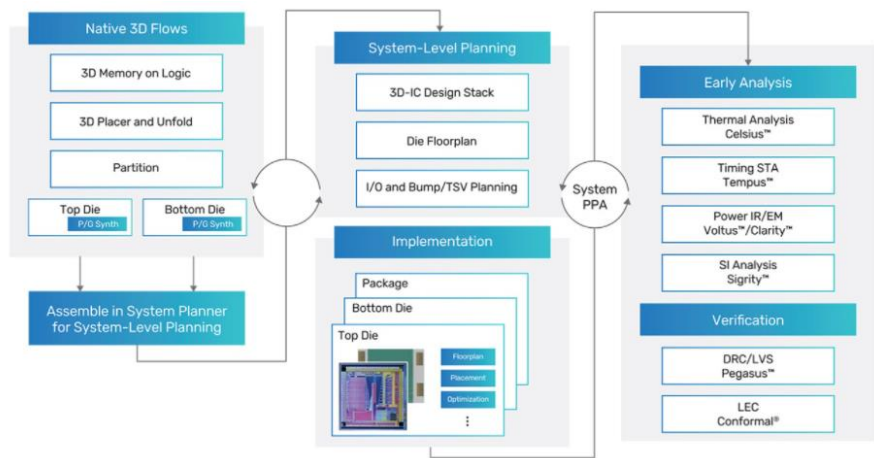 Native 3D Flows
3D Memory on Logic
3D Placer and Unfold
Partition
Top Die
P/G Synth
Bottom Die
P/G Synth
Assemble in System Planner
for System-Level Planning
System-Level Planning
3D-IC Design Stack
Die Floorplan
I/O and Bump/TSV Planning
Implementation
Package
Bottom Die
Top Die
Floorplan
Placement
Optimization
System
PPA
Early Analysis
Thermal Analysis
Celsius™
Timing STA
Tempus™
Power IR/EM
Voltus™/Clarity™
SI Analysis
Sigrity™
Verification
DRC/LVS
Pegasus™
LEC
Conformal®